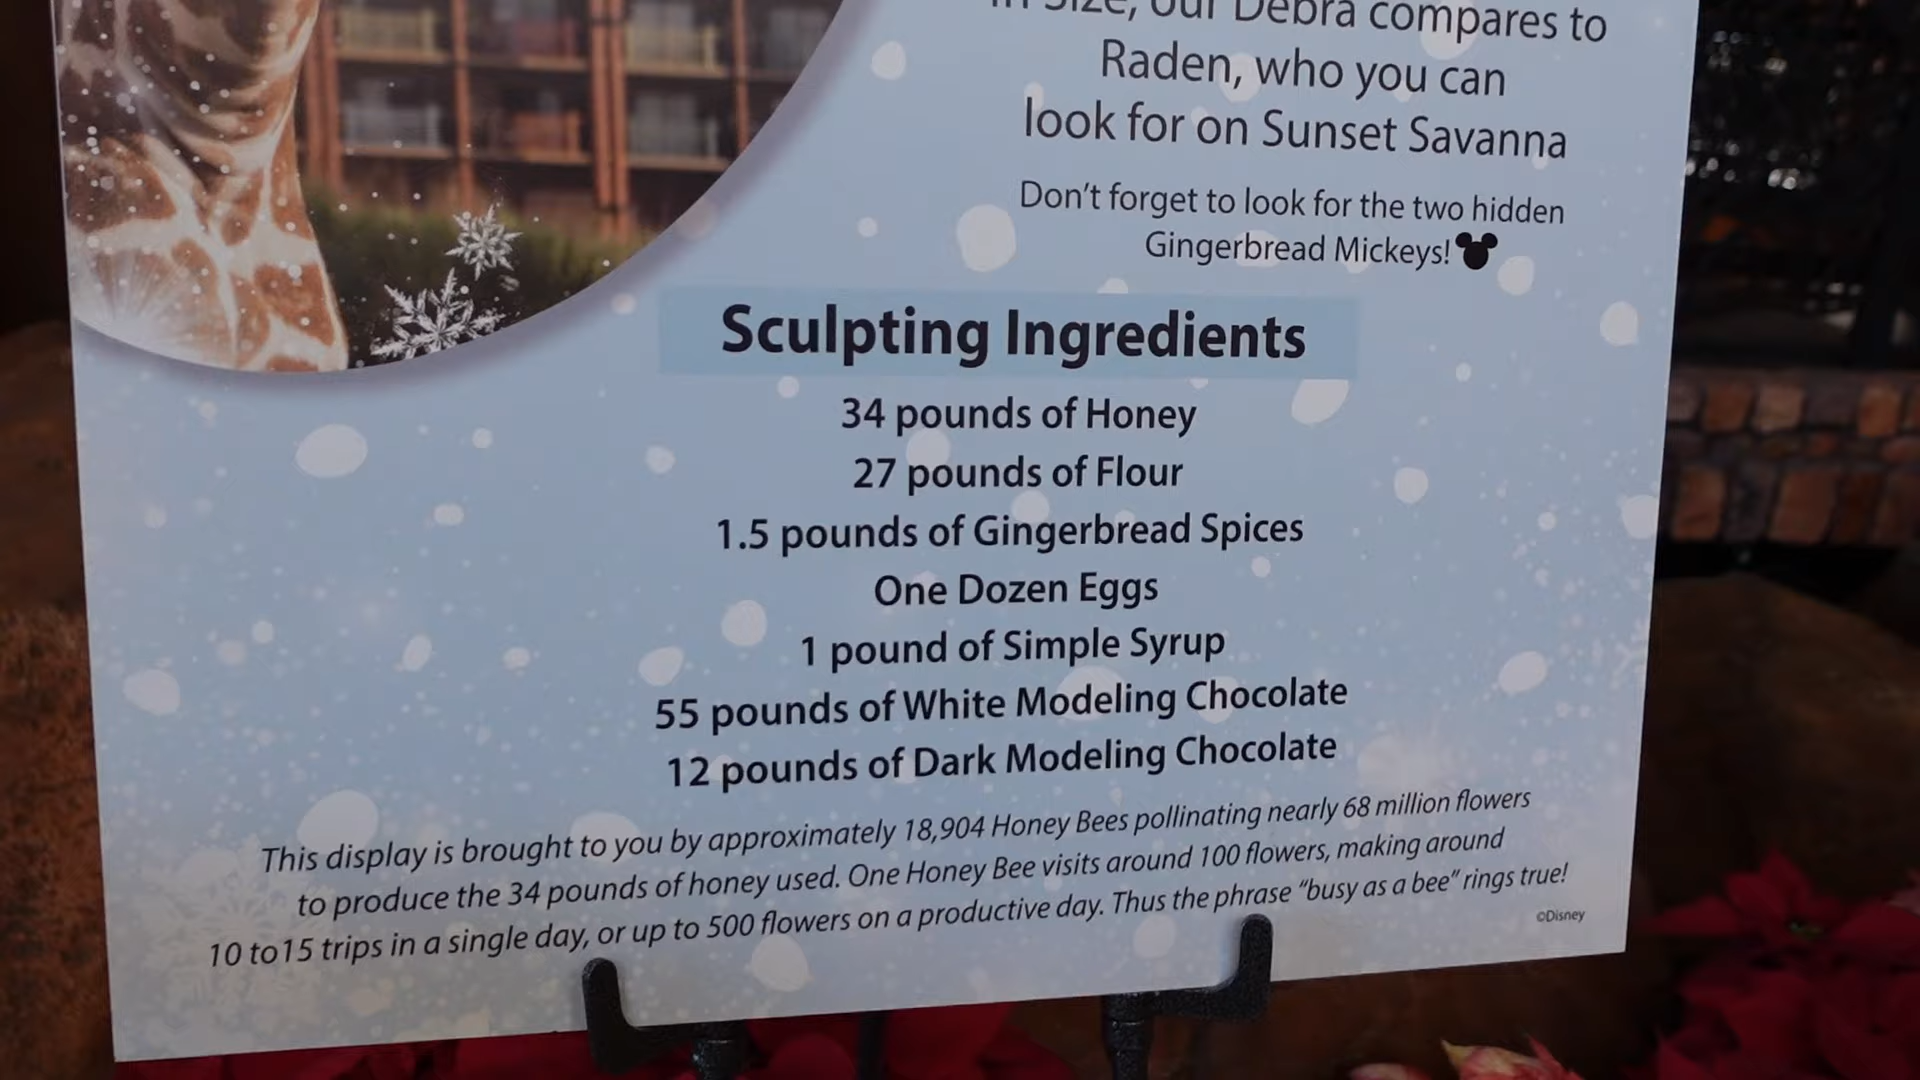 in size, our Debra compares to
Raden, who you can
look for on Sunset Savanna
Don't forget to look for the two hidden
Gingerbread Mickeys!
Sculpting Ingredients
34 pounds of Honey
27 pounds of Flour
1.5 pounds of Gingerbread Spices
One Dozen Eggs
1 pound of Simple Syrup
55 pounds of White Modeling Chocolate
12 pounds of Dark Modeling Chocolate
This display is brought to you by approximately 18,904 Honey Bees pollinating nearly 68 million flowers
to produce the 34 pounds of honey used. One Honey Bee visits around 100 flowers, making around
10 to15 trips in a single day, or up to 500 flowers on a productive day. Thus the phrase "busy as a bee" rings true!
©Disney